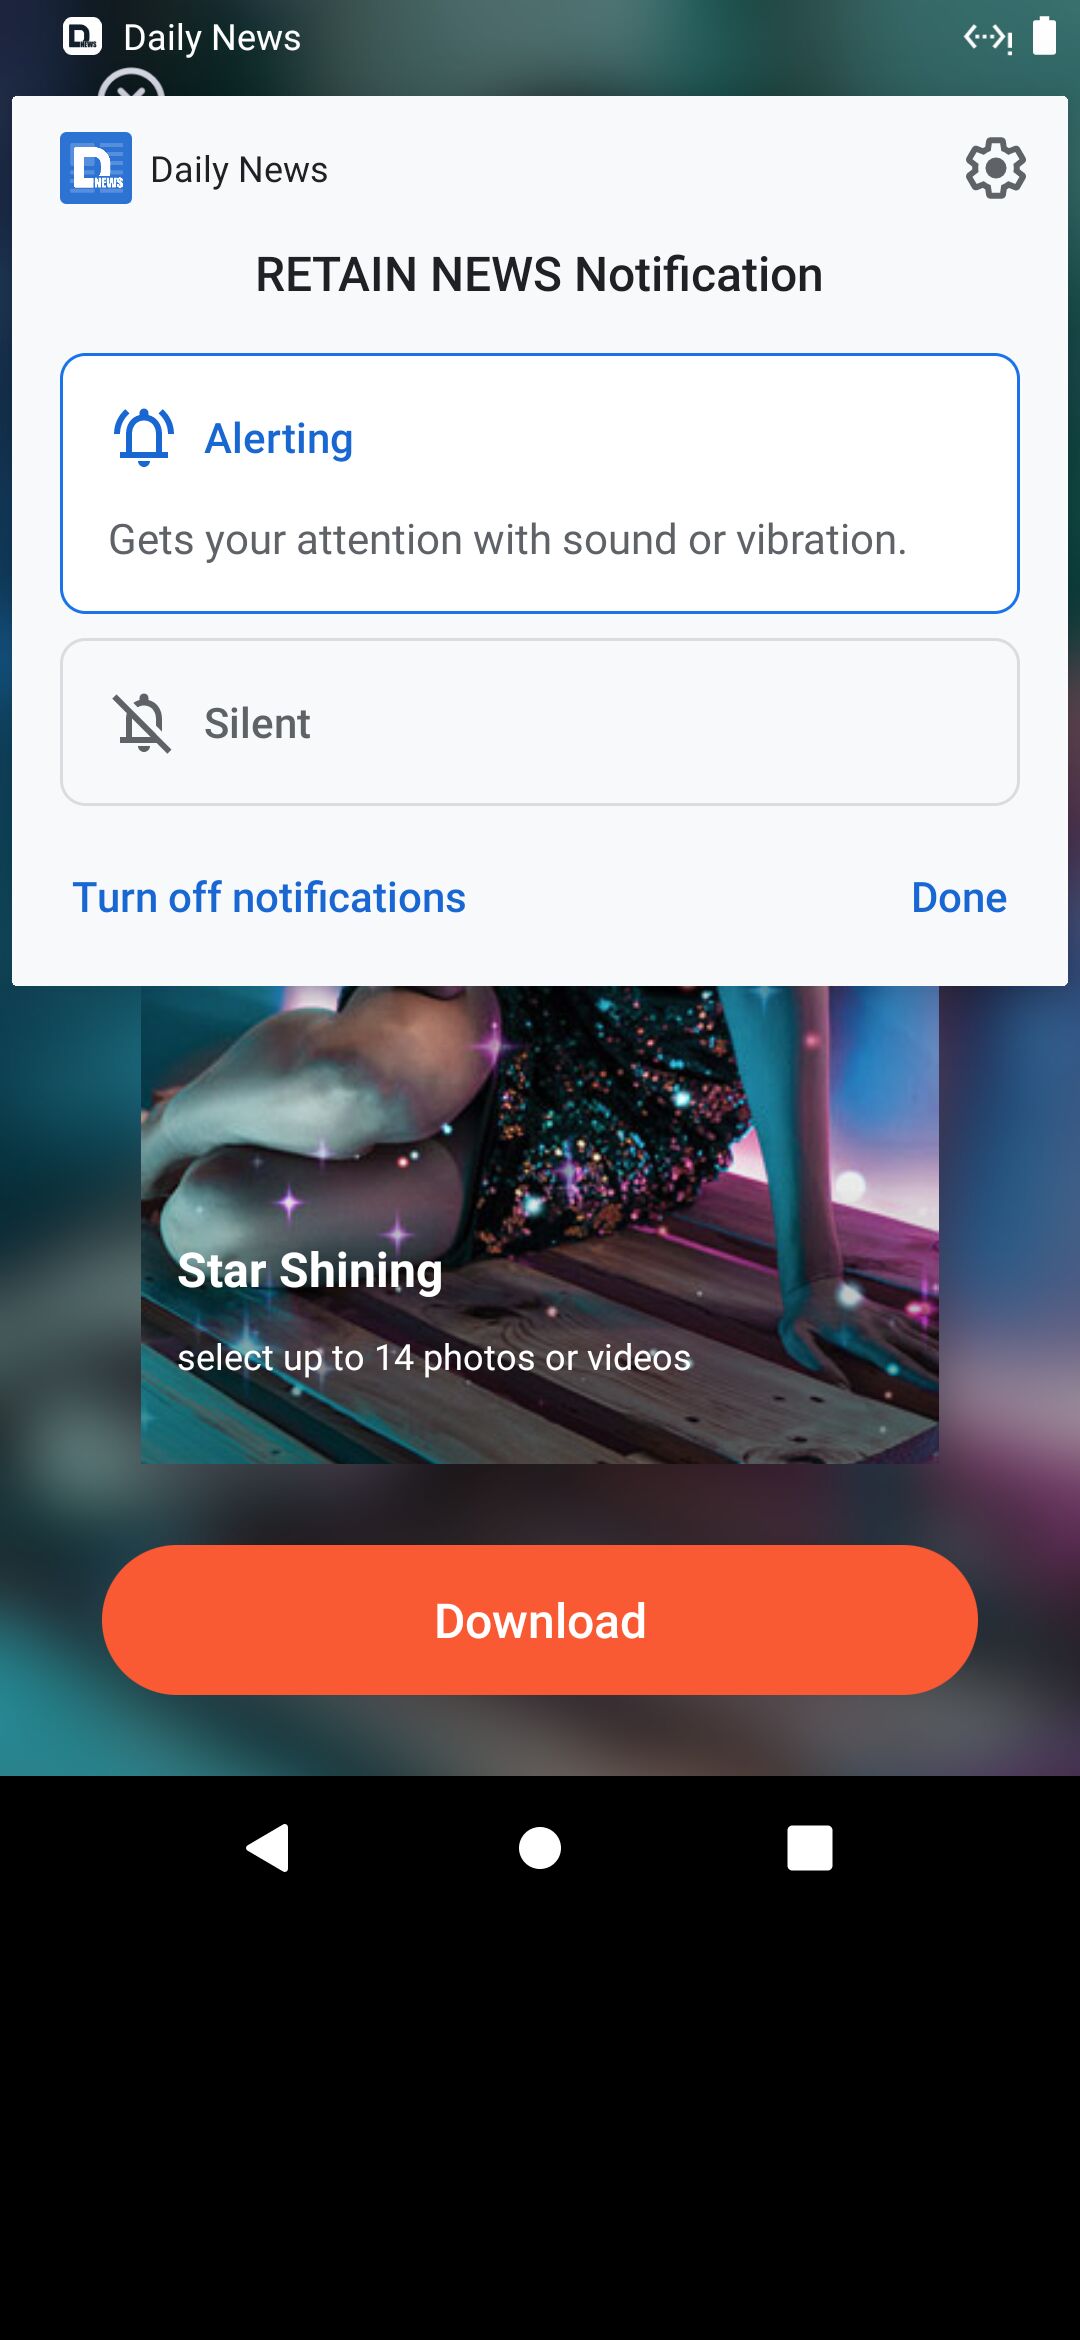 Daily News
D NEWS Daily News
RETAIN NEWS Notification
Alerting
Gets your attention with sound or vibration.
Silent
Turn off notifications
Done
Star Shining
select up to 14 photos or videos
Download